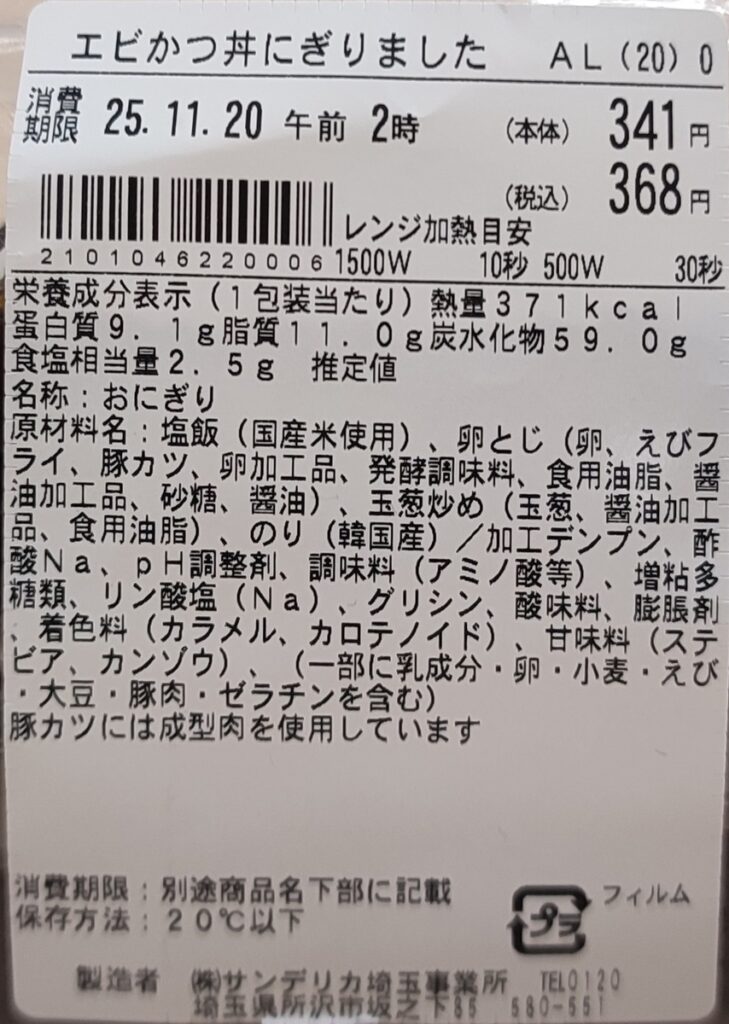 エビかつ丼にぎりました AL(20)0
消費期限 25.11.20 午前 2時 (本体) 341円
(税込) 368円
レンジ加熱目安
2101046220006 1500W 10秒 500W 30秒
栄養成分表示(1包装当たり)熱量371kcal
蛋白質9.1g脂質11.0g炭水化物59.0g
食塩相当量2.5g 推定値
名称:おにぎり
原材料名:塩飯(国産米使用)、卵とじ(卵、えびフ
ライ、豚カツ、卵加工品、発酵調味料、食用油脂、醤
油加工品、砂糖、醤油)、玉葱炒め(玉葱、醤油加工
品、食用油脂)、のり(韓国産)/加工デンプン、酢
酸Na、pH調整剤、調味料(アミノ酸等)、増粘多
糖類、リン酸塩(Na)、グリシン、酸味料、膨脹剤
、着色料(カラメル、カロテノイド)、甘味料(ステ
ビア、カンゾウ)、(一部に乳成分・卵・小麦・えび
・大豆・豚肉・ゼラチンを含む)
豚カツには成型肉を使用しています
消費期限:別途商品名下部に記載
保存方法:20℃以下
プラ フィルム
製造者 (株)サンデリカ埼玉事業所 TEL0120
埼玉県所沢市坂之下85 580-551